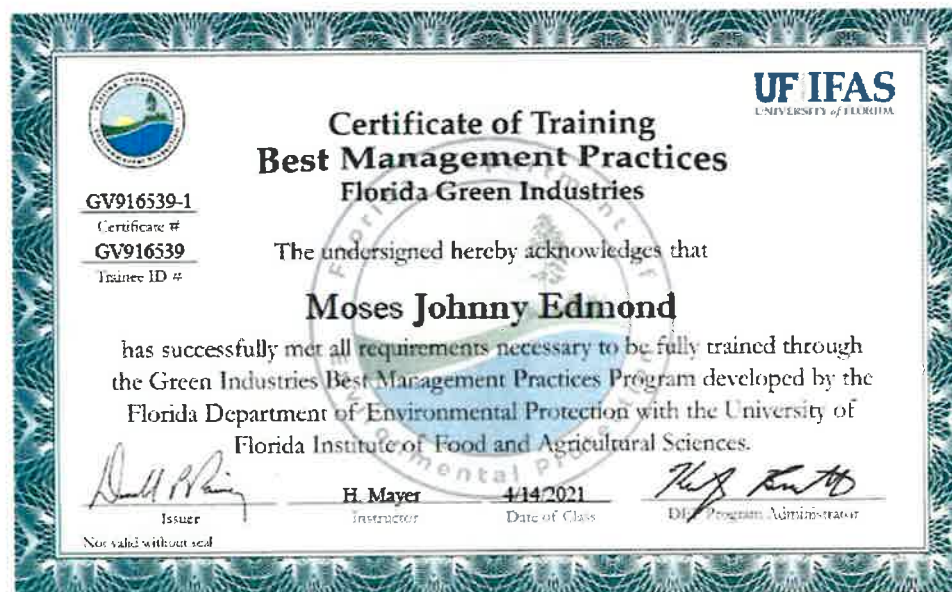 UF IFAS
UNIVERSITY of FLORIDA
Certificate of Training
Best Management Practices
Florida Green Industries
GV916539-1
Certificate #
GV916539
Trainee ID #
The undersigned hereby acknowledges that
Moses Johnny Edmond
has successfully met all requirements necessary to be fully trained through
the Green Industries Best Management Practices Program developed by the
Florida Department of Environmental Protection with the University of
Florida Institute of Food and Agricultural Sciences.
H. Mayer
4/14/2021
Issuer
Instructor
Date of Class
DEP Program Administrator
Not valid without seal